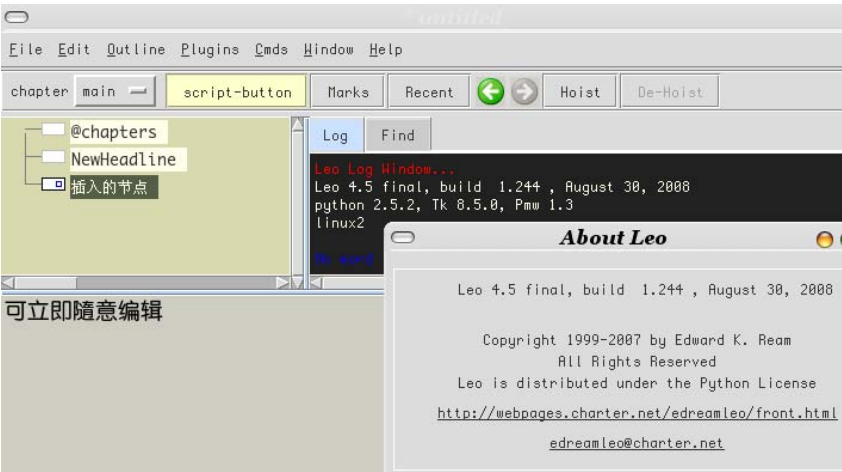 * untitled
File Edit Outline Plugins Cmds Window Help
chapter main script-button Marks Recent Hoist De-Hoist
@chapters
NewHeadline
插入的节点
Log Find
Leo Log Window...
Leo 4.5 final, build 1.244 , August 30, 2008
python 2.5.2, Tk 8.5.0, Pmw 1.3
linux2
可立即隨意编辑
About Leo
Leo 4.5 final, build 1.244 , August 30, 2008
Copyright 1999-2007 by Edward K. Ream
All Rights Reserved
Leo is distributed under the Python License
http://webpages.charter.net/edreamleo/front.html
edreamleo@charter.net